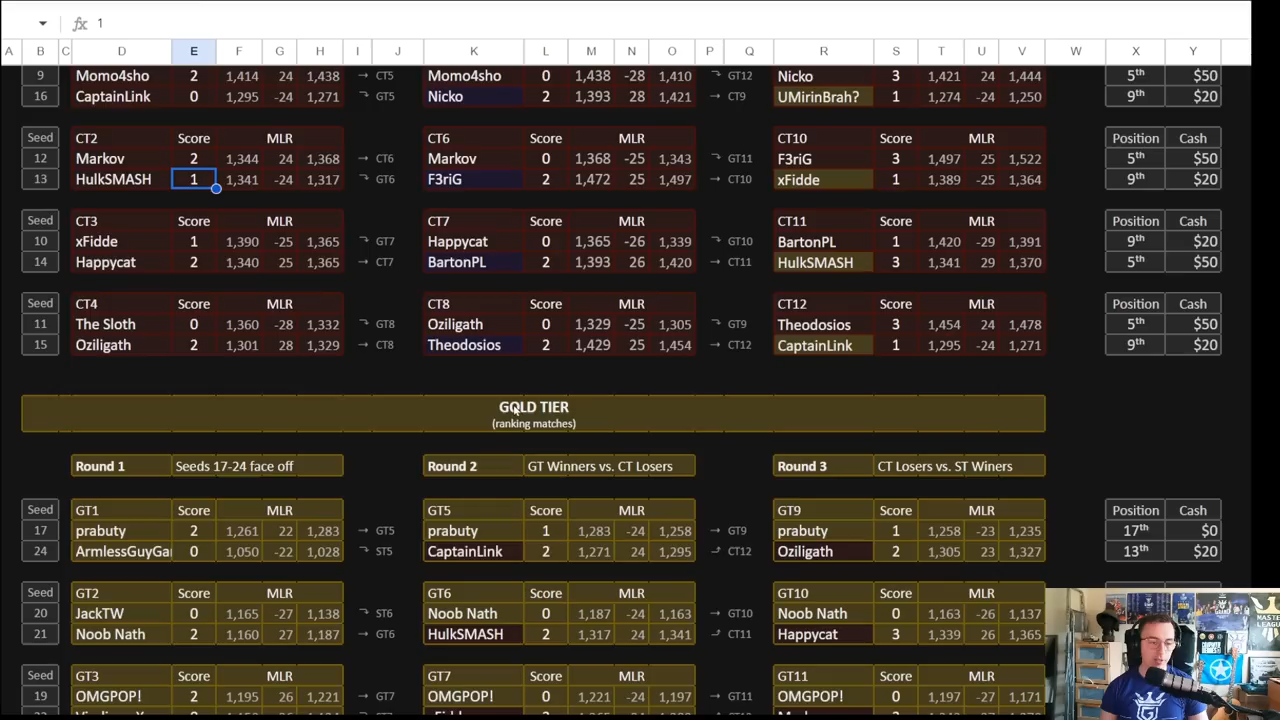 fx 1
A B C D E F G H I J K L M N O P Q R S T U V W X Y
9 Momo4sho 2 1,414 24 1,438 → CT5 Momo4sho 0 1,438 -28 1,410 GT12 Nicko 3 1,421 24 1,444 5th $50
16 CaptainLink 0 1,295 -24 1,271 GT5 Nicko 2 1,393 28 1,421 → CT9 UMirinBrah? 1 1,274 -24 1,250 9th $20
Seed CT2 Score MLR CT6 Score MLR CT10 Score MLR Position Cash
12 Markov 2 1,344 24 1,368 → CT6 Markov 0 1,368 -25 1,343 GT11 F3riG 3 1,497 25 1,522 5th $50
13 HulkSMASH 1 1,341 -24 1,317 GT6 F3riG 2 1,472 25 1,497 → CT10 xFidde 1 1,389 -25 1,364 9th $20
Seed CT3 Score MLR CT7 Score MLR CT11 Score MLR Position Cash
10 xFidde 1 1,390 -25 1,365 GT7 Happycat 0 1,365 -26 1,339 GT10 BartonPL 1 1,420 -29 1,391 9th $20
14 Happycat 2 1,340 25 1,365 → CT7 BartonPL 2 1,393 26 1,420 → CT11 HulkSMASH 3 1,341 29 1,370 5th $50
Seed CT4 Score MLR CT8 Score MLR CT12 Score MLR Position Cash
11 The Sloth 0 1,360 -28 1,332 GT8 Oziligath 0 1,329 -25 1,305 GT9 Theodosios 3 1,454 24 1,478 5th $50
15 Oziligath 2 1,301 28 1,329 → CT8 Theodosios 2 1,429 25 1,454 → CT12 CaptainLink 1 1,295 -24 1,271 9th $20
GOLD TIER
(ranking matches)
Round 1 Seeds 17-24 face off Round 2 GT Winners vs. CT Losers Round 3 CT Losers vs. ST Winers
Seed GT1 Score MLR GT5 Score MLR GT9 Score MLR Position Cash
17 prabuty 2 1,261 22 1,283 → GT5 prabuty 1 1,283 -24 1,258 → GT9 prabuty 1 1,258 -23 1,235 17th $0
24 ArmlessGuyGar 0 1,050 -22 1,028 ST5 CaptainLink 2 1,271 24 1,295 CT12 Oziligath 2 1,305 23 1,327 13th $20
Seed GT2 Score MLR GT6 Score MLR GT10 Score MLR
20 JackTW 0 1,165 -27 1,138 ST6 Noob Nath 0 1,187 -24 1,163 → GT10 Noob Nath 0 1,163 -26 1,137
21 Noob Nath 2 1,160 27 1,187 → GT6 HulkSMASH 2 1,317 24 1,341 CT11 Happycat 3 1,339 26 1,365
Seed GT3 Score MLR GT7 Score MLR GT11 Score MLR
19 OMGPOP! 2 1,195 26 1,221 → GT7 OMGPOP! 0 1,221 -24 1,197 → GT11 OMGPOP! 0 1,197 -27 1,171